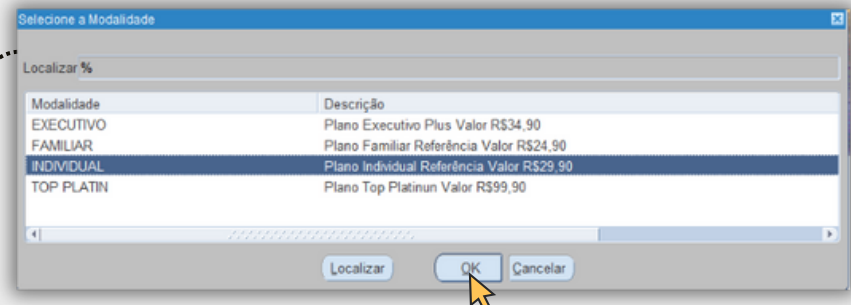 Selecione a Modalidade
Localizar %
Modalidade Descrição
EXECUTIVO Plano Executivo Plus Valor R$34,90
FAMILIAR Plano Familiar Referência Valor R$24,90
INDIVIDUAL Plano Individual Referência Valor R$29,90
TOP PLATIN Plano Top Platinun Valor R$99,90
Localizar OK Cancelar